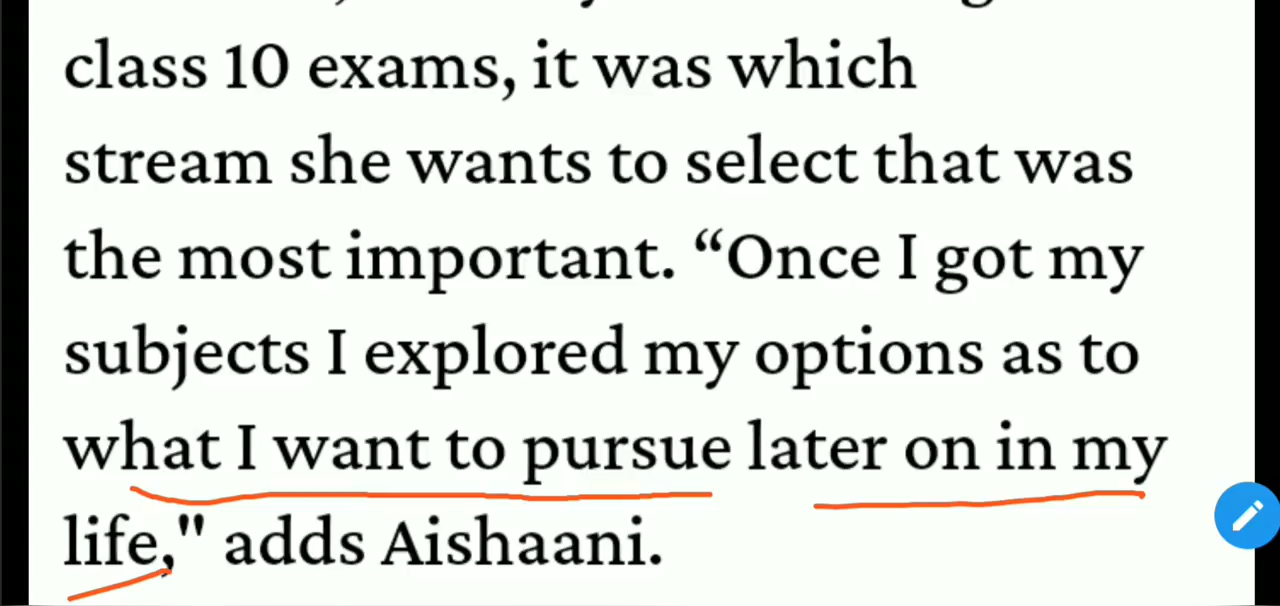 class 10 exams, it was which
stream she wants to select that was
the most important. “Once I got my
subjects I explored my options as to
what I want to pursue later on in my
life," adds Aishaani.